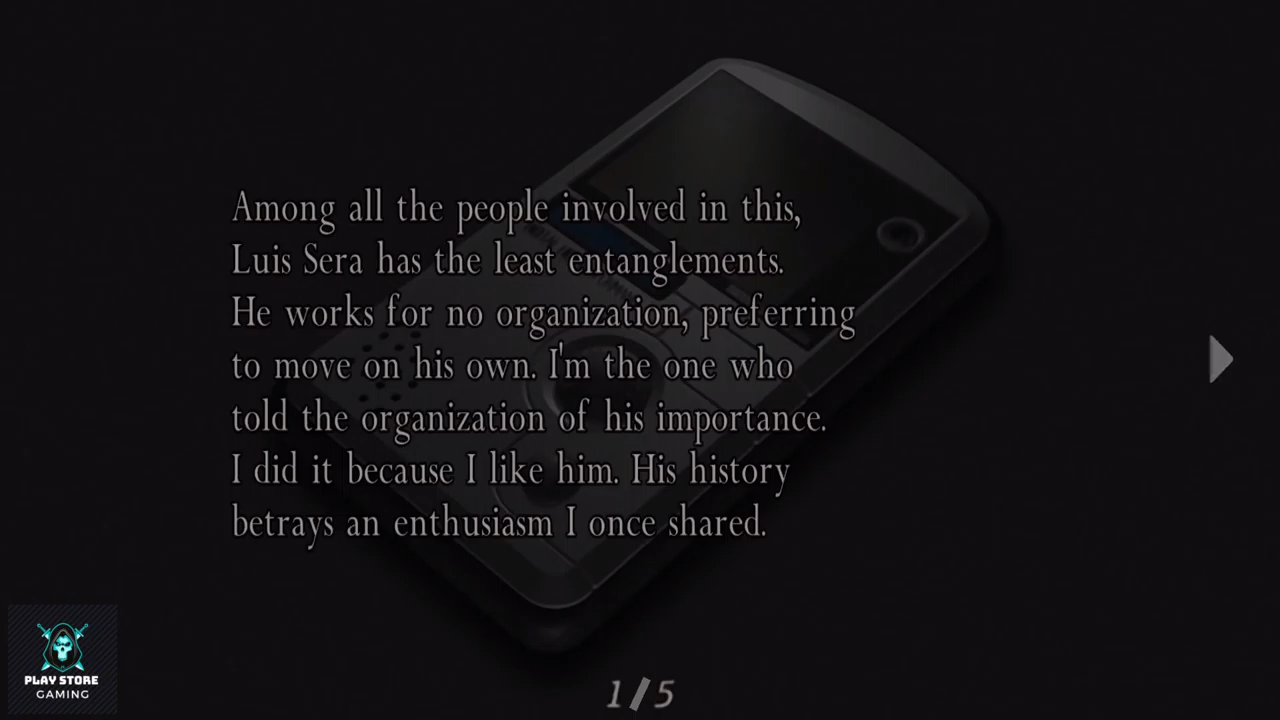 Among all the people involved in this,
Luis Sera has the least entanglements.
He works for no organization, preferring
to move on his own. I'm the one who
told the organization of his importance.
I did it because I like him. His history
betrays an enthusiasm I once shared.
1/5
PLAY STORE
GAMING